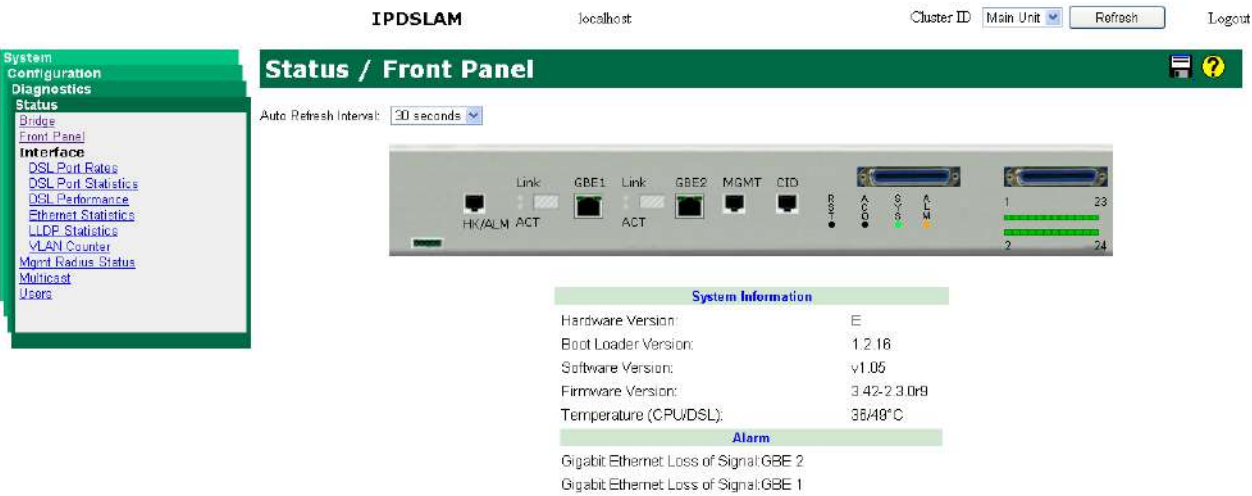 IPDSLAM localhost Cluster ID Main Unit Refresh Logout
System
Configuration
Diagnostics
Status
Bridge
Front Panel
Interface
DSL Port Rates
DSL Port Statistics
DSL Performance
Ethernet Statistics
LLDP Statistics
VLAN Counter
Mgmt Radius Status
Multicast
Users
Status / Front Panel
Auto Refresh Interval: 30 seconds
Link GBE1 Link GBE2 MGMT CID
HK/ALM ACT ACT
RST ACO SYS ALM
1 23
2 24
System Information
Hardware Version: E
Boot Loader Version: 1.2.16
Software Version: v1.05
Firmware Version: 3.42-2.3.0r9
Temperature (CPU/DSL): 38/49°C
Alarm
Gigabit Ethernet Loss of Signal:GBE 2
Gigabit Ethernet Loss of Signal:GBE 1